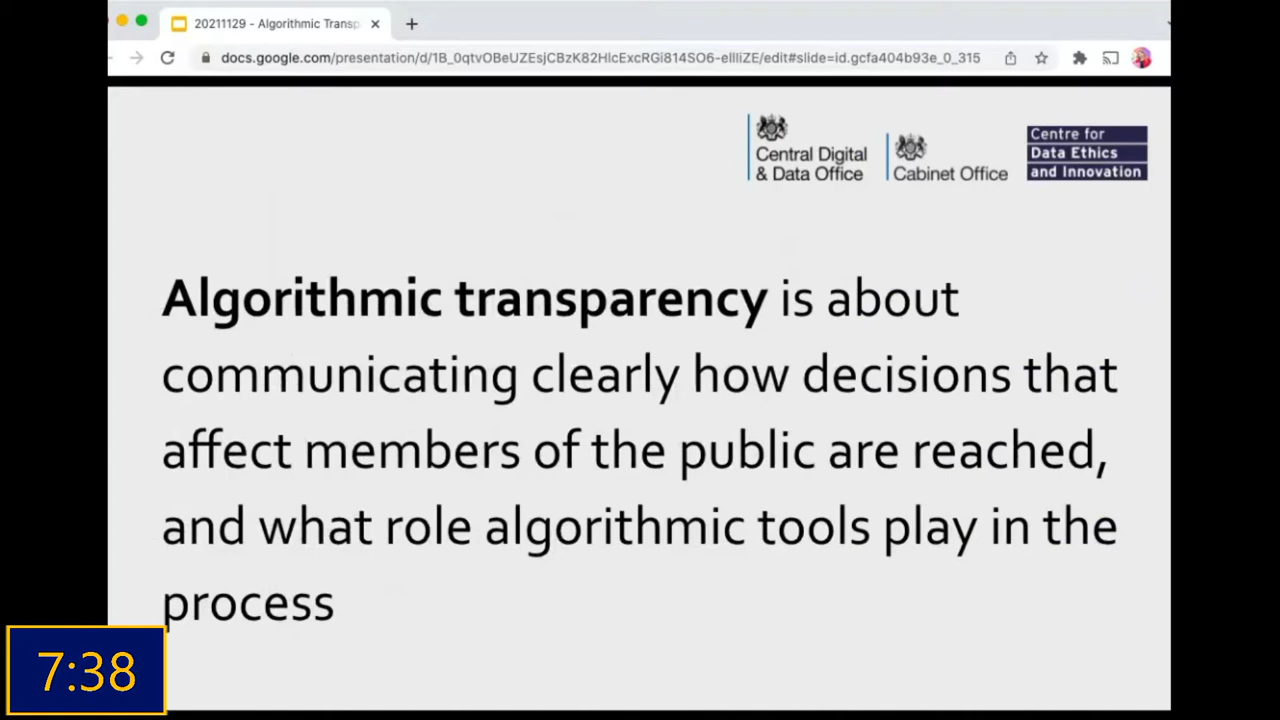 20211129 - Algorithmic Transp
docs.google.com/presentation/d/1B_0qtvOBeUZEsjCBzK82HlcExcRGi814SO6-ellliZE/edit#slide=id.gcfa404b93e_0_315
Central Digital
& Data Office
Cabinet Office
Centre for
Data Ethics
and Innovation
Algorithmic transparency is about
communicating clearly how decisions that
affect members of the public are reached,
and what role algorithmic tools play in the
process
7:38